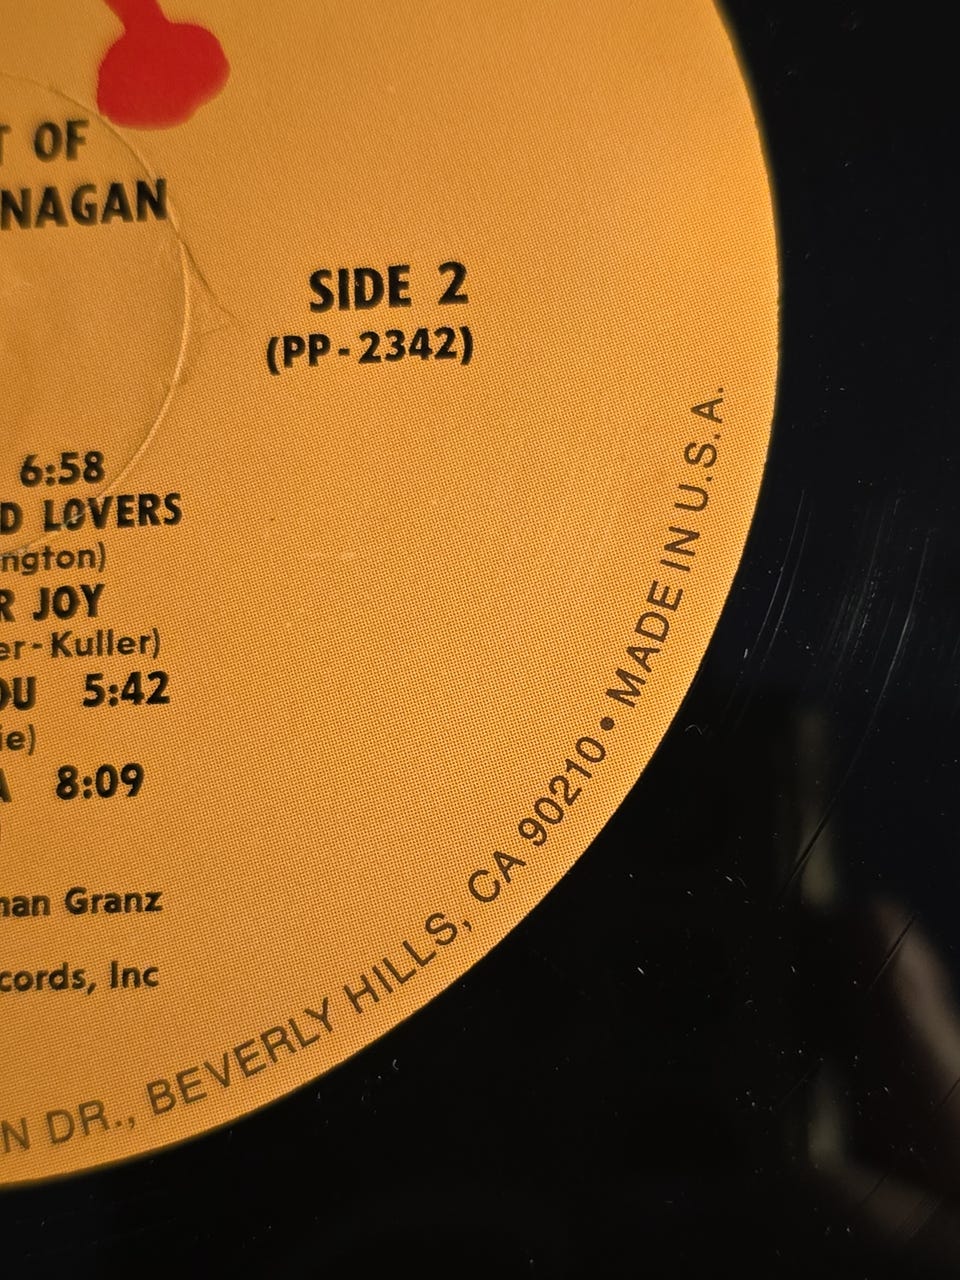 T OF
NAGAN
SIDE 2
(PP-2342)
6:58
D LOVERS
ngton)
R JOY
er-Kuller)
OU 5:42
ie)
A 8:09
man Granz
cords, Inc
N DR., BEVERLY HILLS, CA 90210 • MADE IN U.S.A.